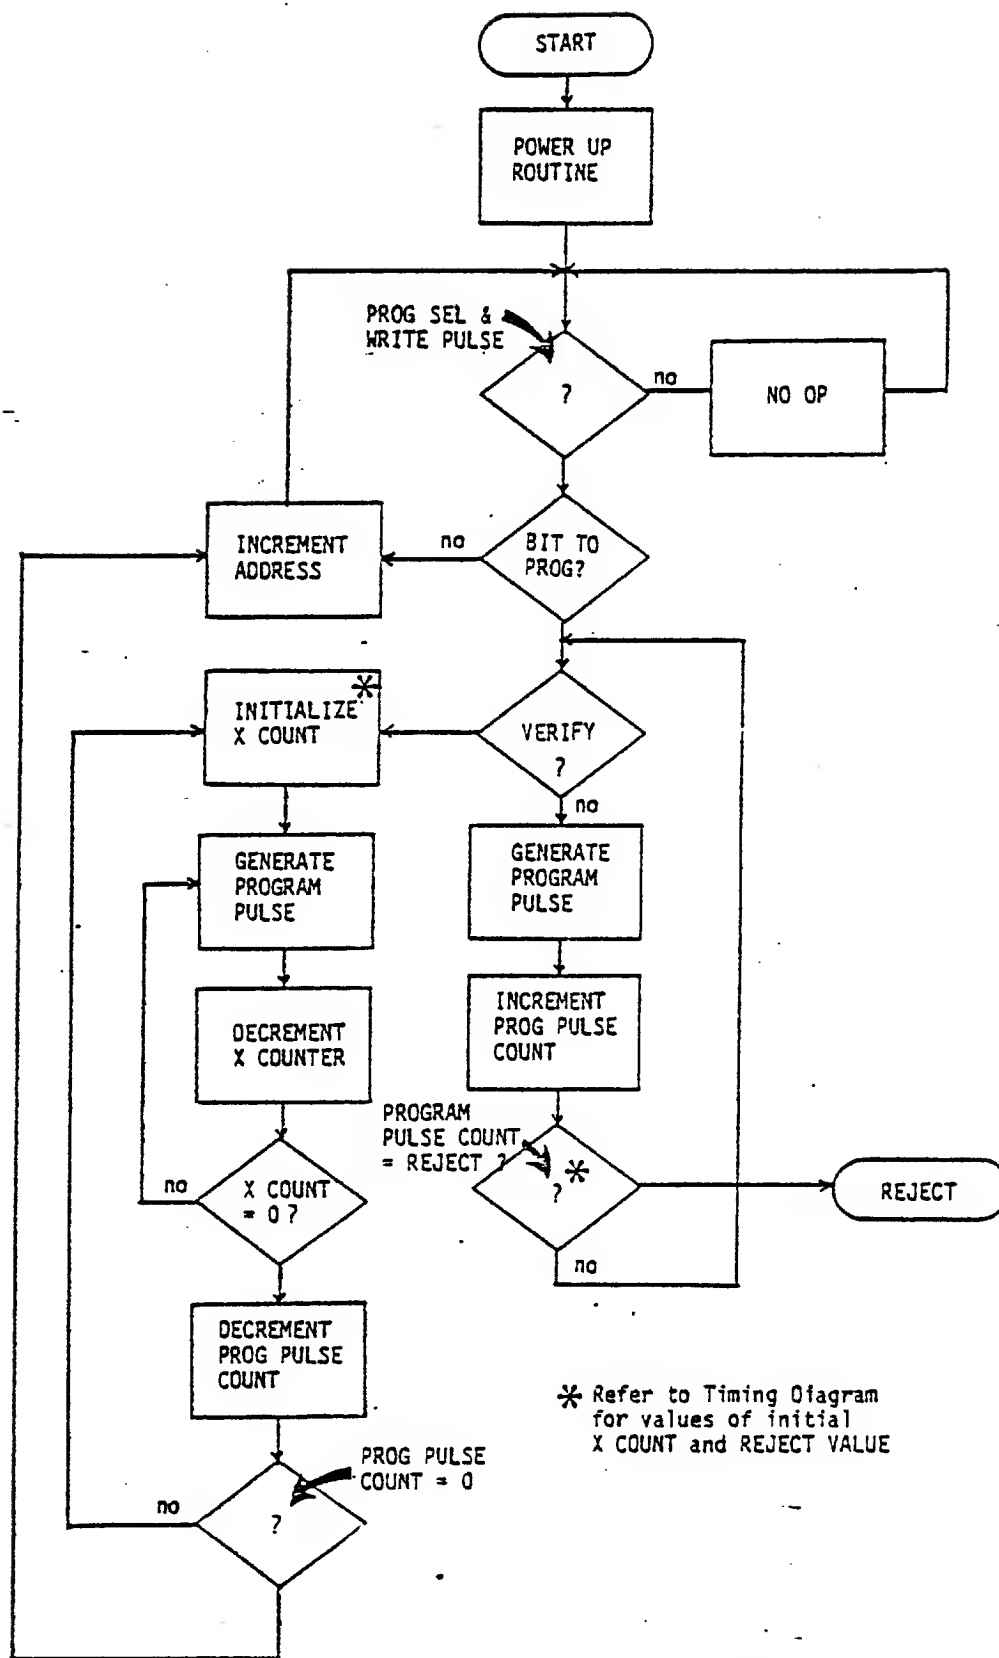 START
POWER UP
ROUTINE
PROG SEL &
WRITE PULSE
?
no
NO OP
INCREMENT
ADDRESS
no
BIT TO
PROG?
INITIALIZE *
X COUNT
VERIFY
?
no
GENERATE
PROGRAM
PULSE
GENERATE
PROGRAM
PULSE
DECREMENT
X COUNTER
INCREMENT
PROG PULSE
COUNT
PROGRAM
PULSE COUNT
= REJECT ?
? *
REJECT
no
no
X COUNT
= 0 ?
DECREMENT
PROG PULSE
COUNT
* Refer to Timing Diagram
for values of initial
X COUNT and REJECT VALUE
PROG PULSE
COUNT = 0
no
?